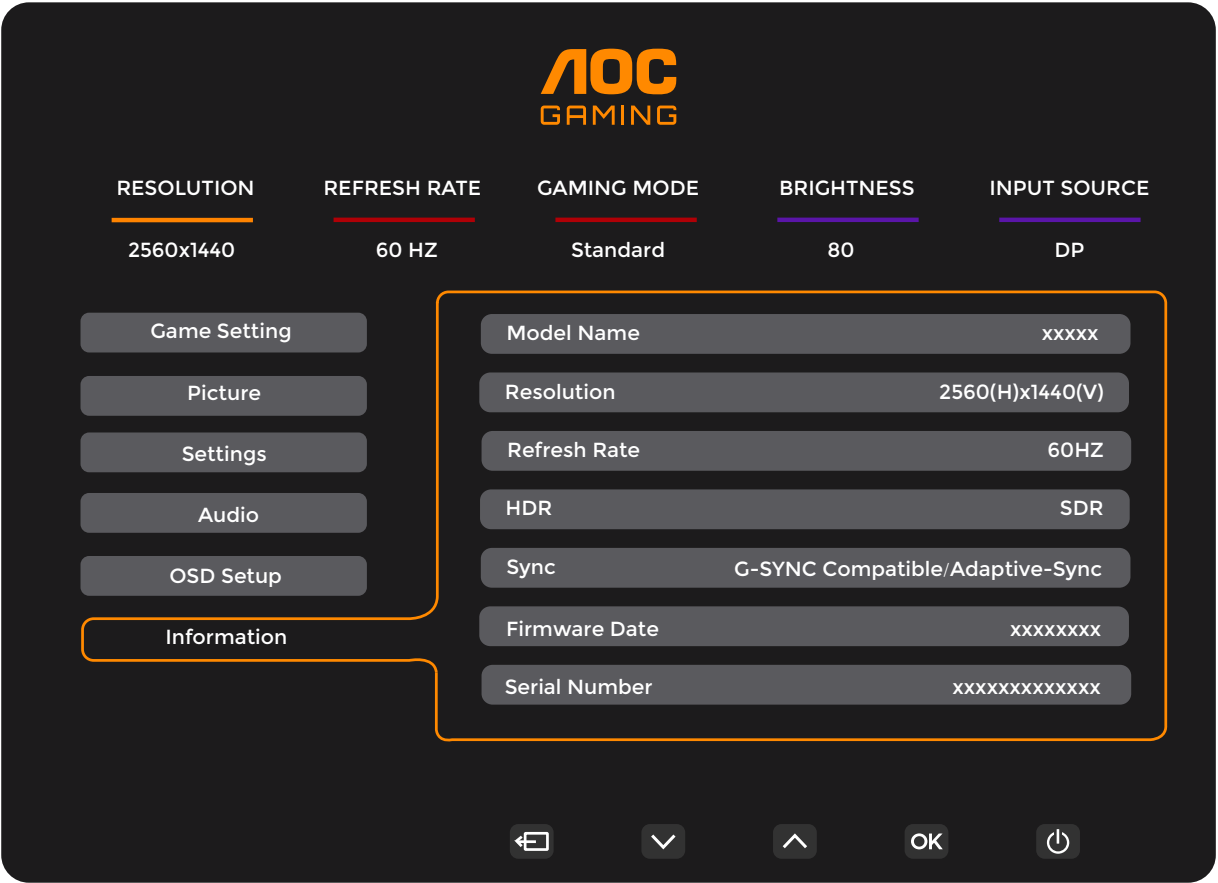 AOC
GAMING
RESOLUTION REFRESH RATE GAMING MODE BRIGHTNESS INPUT SOURCE
2560x1440 60 HZ Standard 80 DP
Game Setting
Picture
Settings
Audio
OSD Setup
Information
Model Name xxxxx
Resolution 2560(H)x1440(V)
Refresh Rate 60HZ
HDR SDR
Sync G-SYNC Compatible/Adaptive-Sync
Firmware Date xxxxxxxx
Serial Number xxxxxxxxxxxxx
OK